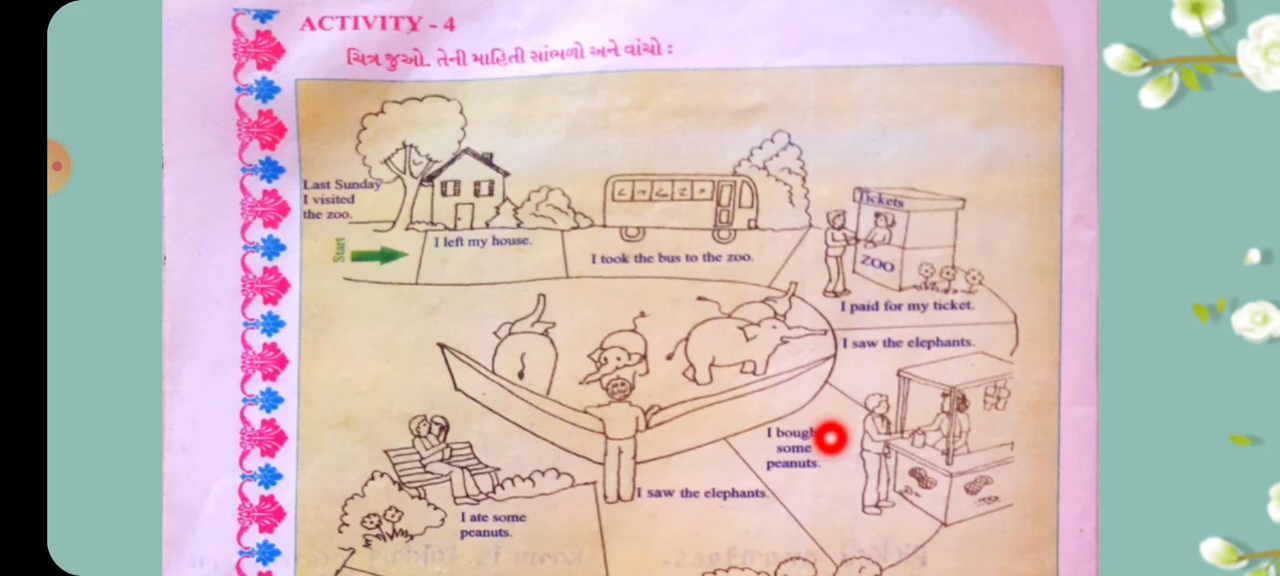 ACTIVITY - 4
ચિત્ર જુઓ. તેની માહિતી સાંભળો અને વાંચો :
Last Sunday
I visited
the zoo.
Start
I left my house.
I took the bus to the zoo.
Tickets
ZOO
I paid for my ticket.
I saw the elephants.
I bough
some
peanuts.
I saw the elephants.
I ate some
peanuts.